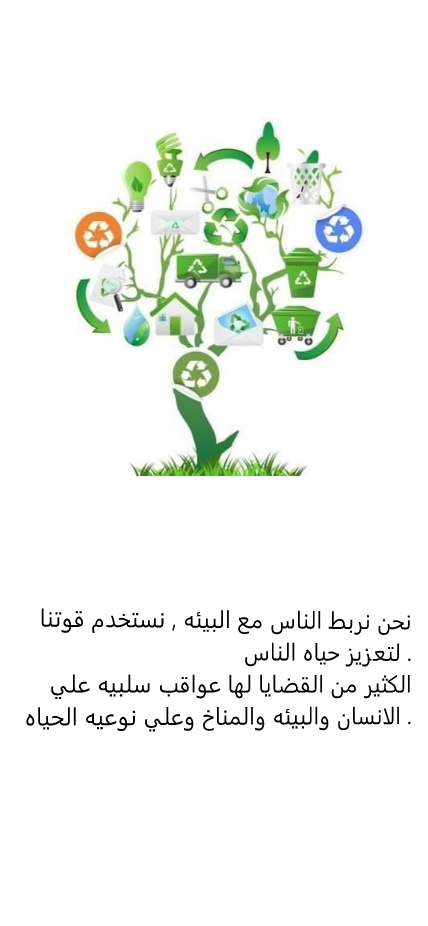 نحن نربط الناس مع البيئه , نستخدم قوتنا
. لتعزيز حياه الناس
الكثير من القضايا لها عواقب سلبيه علي
. الانسان والبيئه والمناخ وعلي نوعيه الحياه